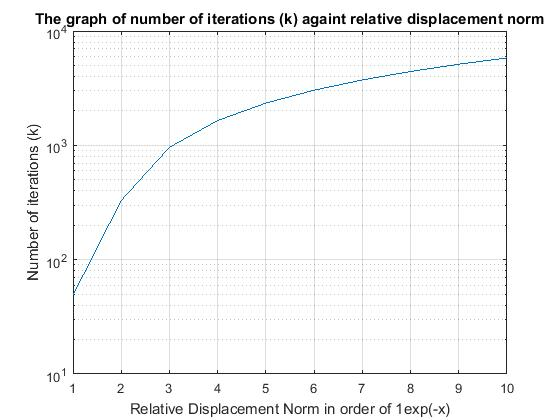 The graph of number of iterions (k) againt relative displacement norm
10^4
10^3
10^2
10^1
Number of iterations (k)
1 2 3 4 5 6 7 8 9 10
Relative Displacement Norm in order of 1exp(-x)